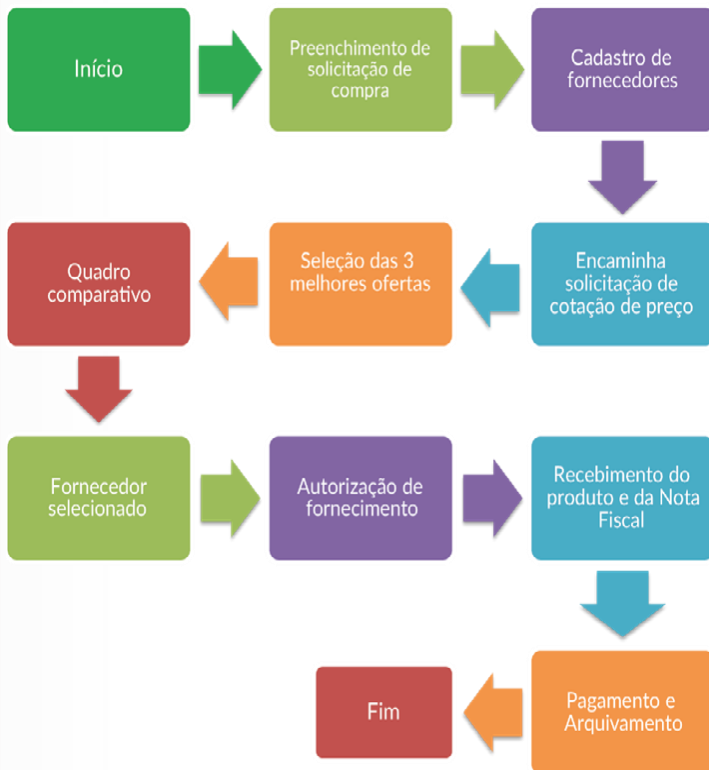 Início
Preenchimento de
solicitação de
compra
Cadastro de
fornecedores
Encaminha
solicitação de
cotação de preço
Seleção das 3
melhores ofertas
Quadro
comparativo
Fornecedor
selecionado
Autorização de
fornecimento
Recebimento do
produto e da Nota
Fiscal
Pagamento e
Arquivamento
Fim